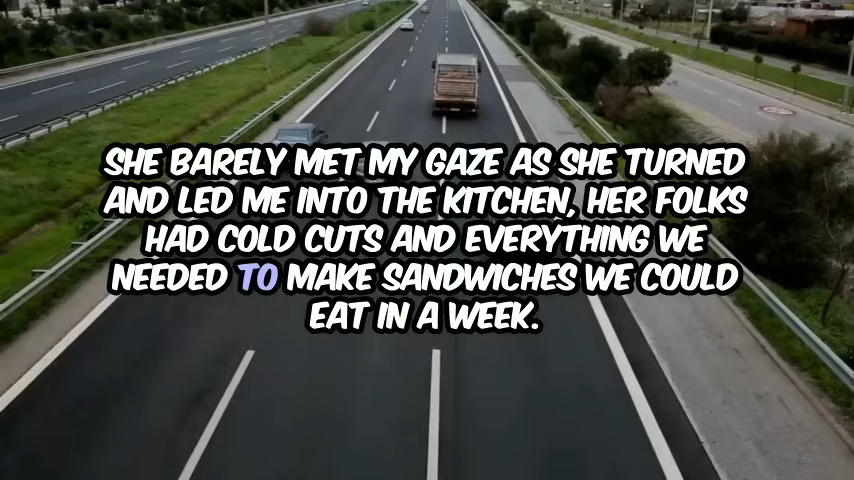 SHE BARELY MET MY GAZE AS SHE TURNED
AND LED ME INTO THE KITCHEN, HER FOLKS
HAD COLD CUTS AND EVERYTHING WE
NEEDED TO MAKE SANDWICHES WE COULD
EAT IN A WEEK.